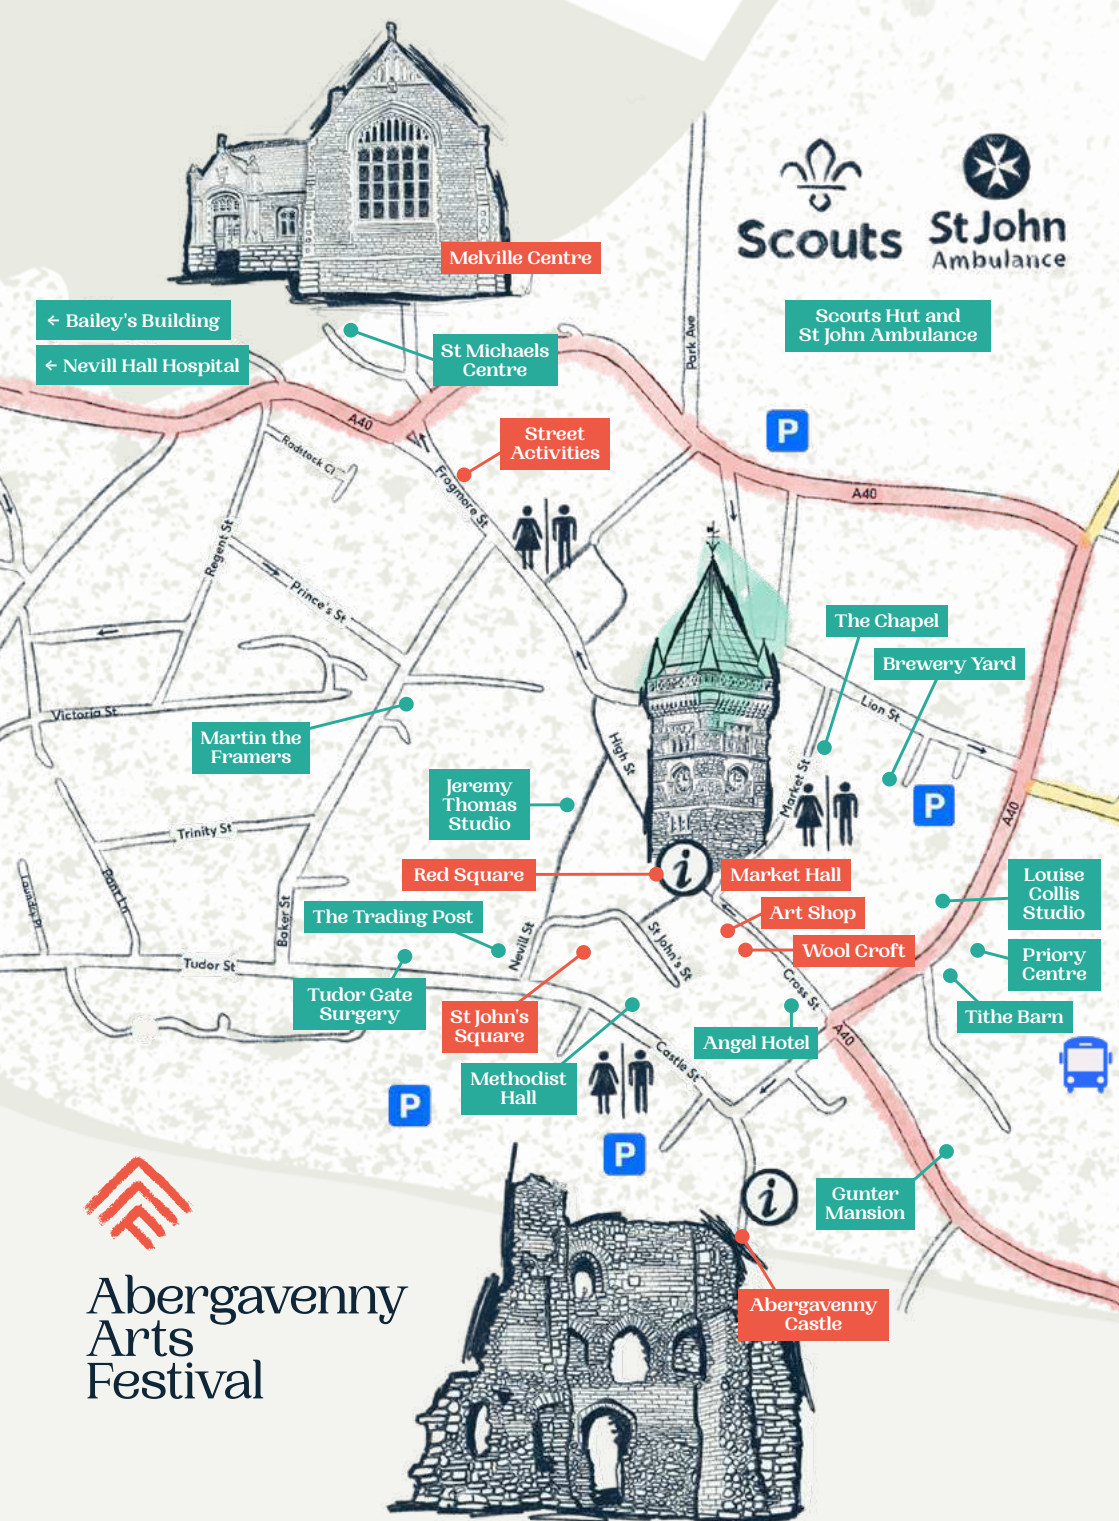 Scouts
St John
Ambulance
Melville Centre
← Bailey's Building
← Nevill Hall Hospital
St Michaels
Centre
Scouts Hut and
St John Ambulance
Park Ave
A40
Street
Activities
P
Radstock Cl
Frogmore St
A40
Regent St
Prince's St
The Chapel
Brewery Yard
Victoria St
Lion St
Martin the
Framers
High St
Jeremy
Thomas
Studio
Market St
P
A40
Trinity St
Red Square
i
Market Hall
Louise
Collis
Studio
Laundry Pl
Pant Ln
Baker St
The Trading Post
Art Shop
Nevill St
St John's St
Wool Croft
Priory
Centre
Tudor St
Tudor Gate
Surgery
St John's
Square
Cross St
Tithe Barn
Angel Hotel
A40
Castle St
Methodist
Hall
P
P
i
Gunter
Mansion
Abergavenny
Castle
Abergavenny
Arts
Festival